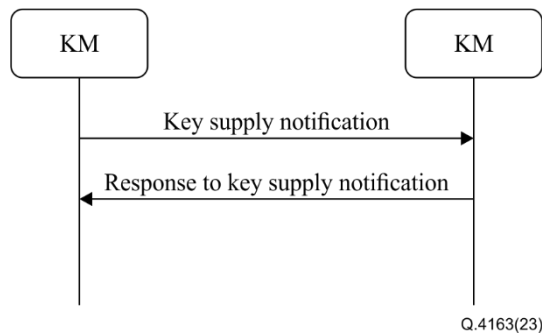 KM
KM
Key supply notification
Response to key supply notification
Q.4163(23)